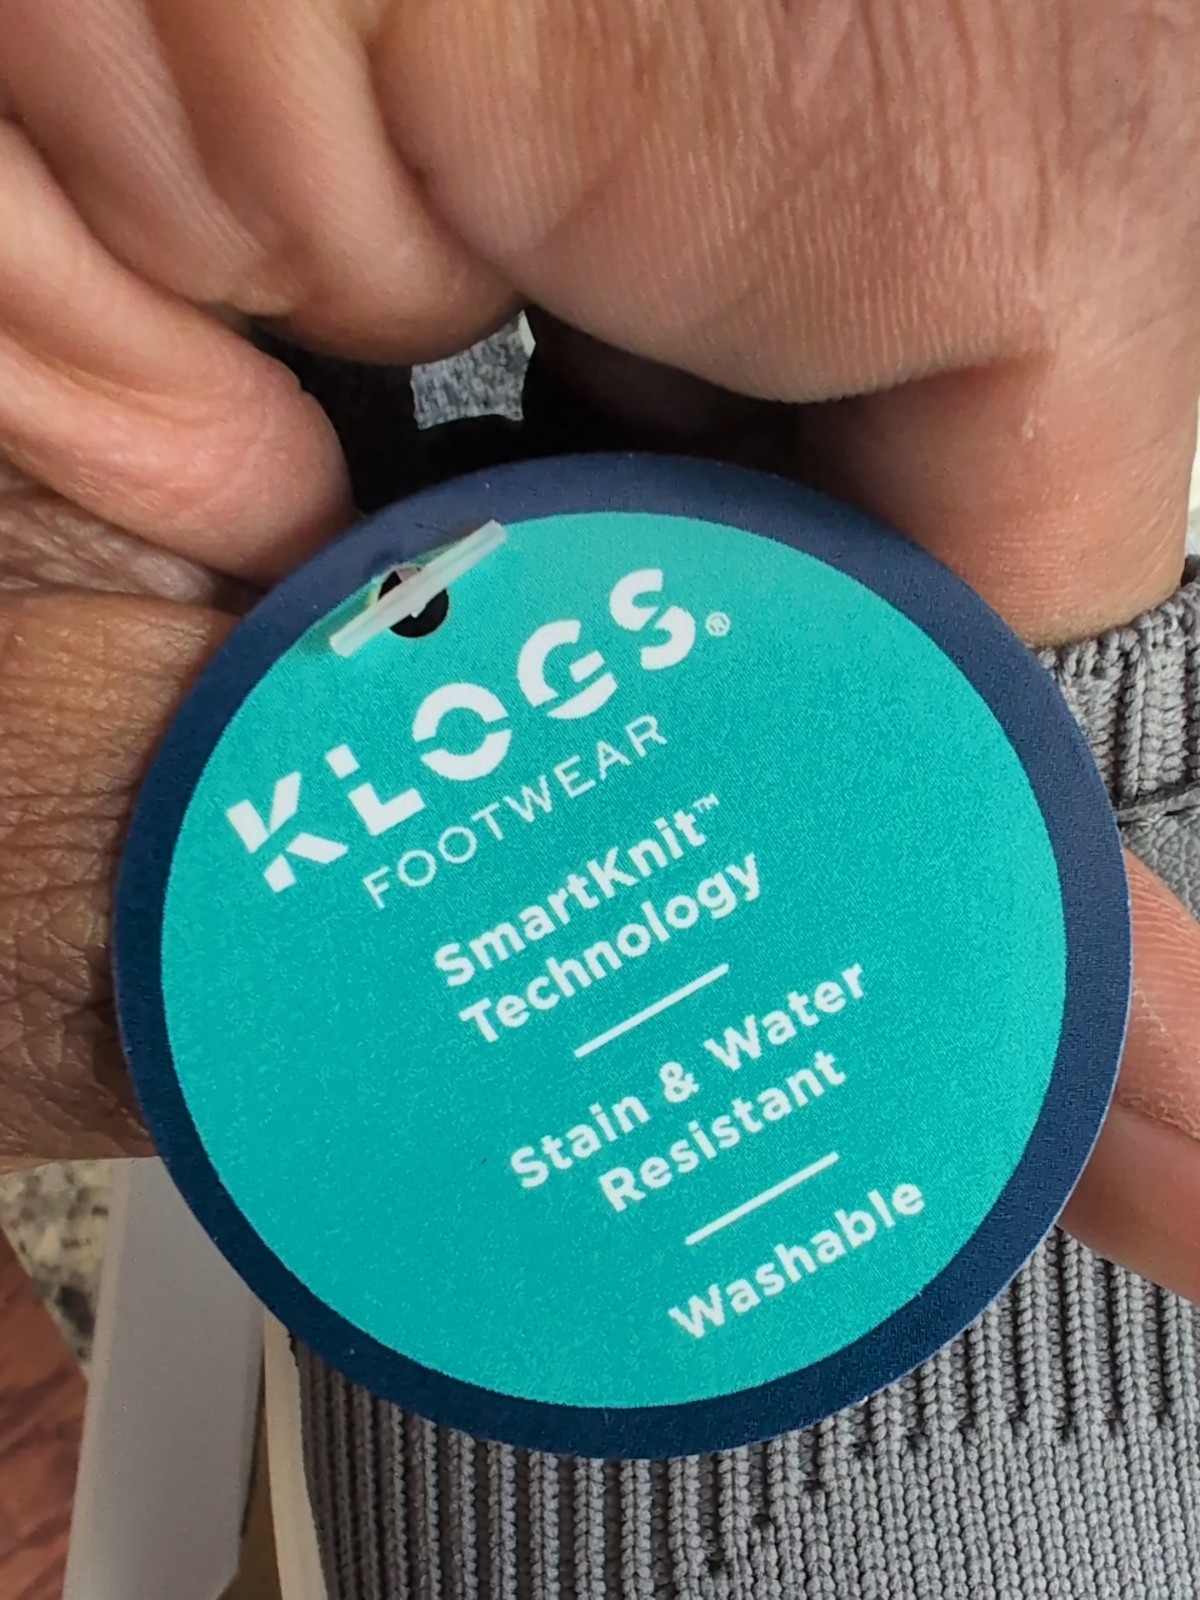 KLOGS®
FOOTWEAR
SmartKnit™
Technology
Stain & Water
Resistant
Washable